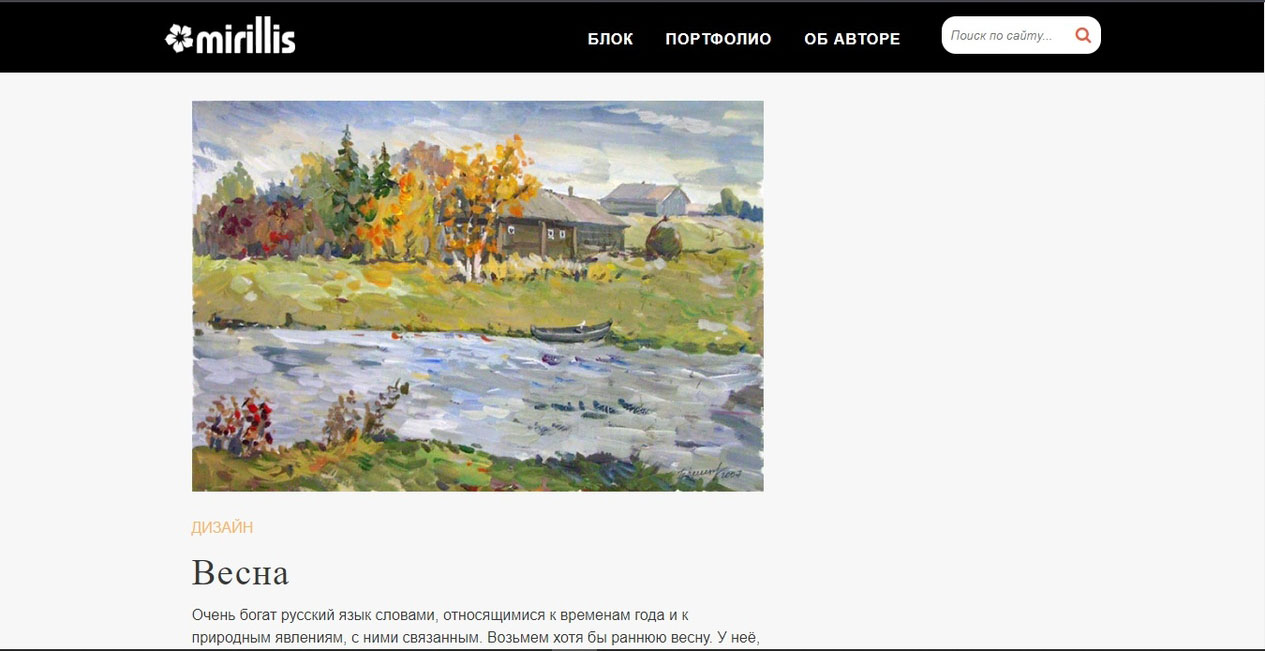 mirillis
БЛОК
ПОРТФОЛИО
ОБ АВТОРЕ
Поиск по сайту...
ДИЗАЙН
Весна
Очень богат русский язык словами, относящимися к временам года и к
природным явлениям, с ними связанным. Возьмем хотя бы раннюю весну. У неё,